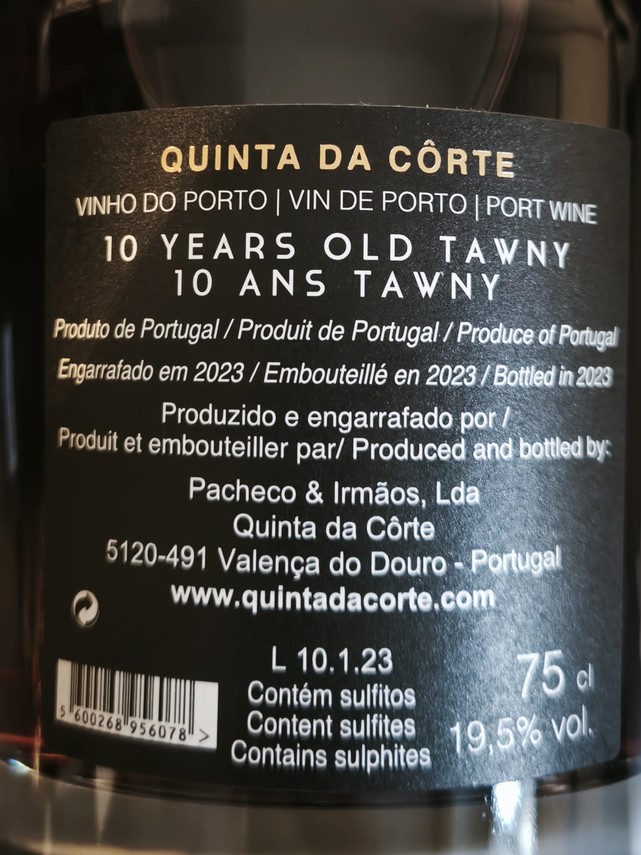 QUINTA DA CÔRTE
VINHO DO PORTO | VIN DE PORTO | PORT WINE
10 YEARS OLD TAWNY
10 ANS TAWNY
Produto de Portugal / Produit de Portugal / Produce of Portugal
Engarrafado em 2023 / Embouteillé en 2023 / Bottled in 2023
Produzido e engarrafado por /
Produit et embouteiller par/ Produced and bottled by:
Pacheco & Irmãos, Lda
Quinta da Côrte
5120-491 Valença do Douro - Portugal
www.quintadacorte.com
L 10.1.23
Contém sulfitos
Content sulfites
Contains sulphites
75 cl
19,5% vol.
5 600268 956078 >